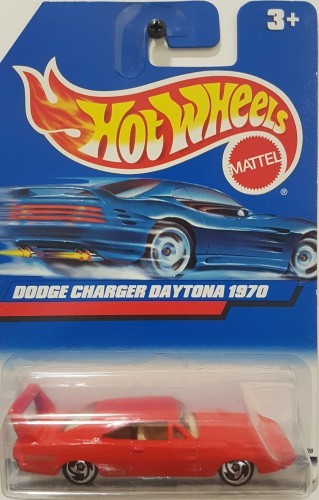 3+
HOT WHEELS
MATTEL
®
DODGE CHARGER DAYTONA 1970